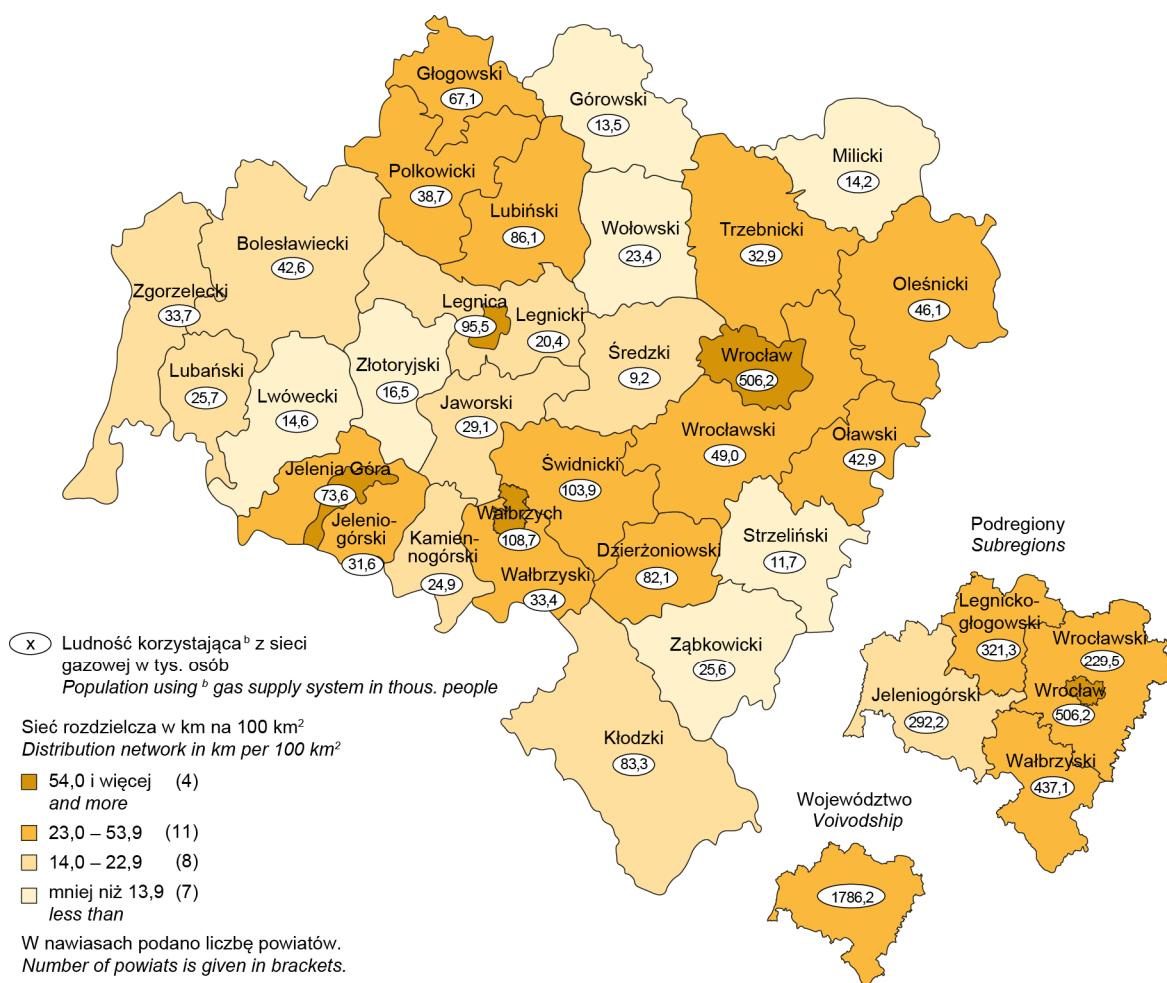 Głogowski
67,1
Górowski
13,5
Milicki
14,2
Polkowicki
38,7
Lubiński
86,1
Wołowski
23,4
Trzebnicki
32,9
Oleśnicki
46,1
Bolesławiecki
42,6
Zgorzelecki
33,7
Legnica
95,5
Legnicki
20,4
Średzki
9,2
Wrocław
506,2
Lubański
25,7
Lwówecki
14,6
Złotoryjski
16,5
Jaworski
29,1
Wrocławski
49,0
Oławski
42,9
Jelenia Góra
73,6
Jelenio-
górski
31,6
Kamien-
nogórski
24,9
Świdnicki
103,9
Wałbrzych
108,7
Wałbrzyski
33,4
Dzierżoniowski
82,1
Strzeliński
11,7
Ząbkowicki
25,6
Kłodzki
83,3
Podregiony
Subregions
Legnicko-
głogowski
321,3
Wrocławski
229,5
Wrocław
506,2
Jeleniogórski
292,2
Wałbrzyski
437,1
Województwo
Voivodship
1786,2
x Ludność korzystająca b z sieci
gazowej w tys. osób
Population using b gas supply system in thous. people
Sieć rozdzielcza w km na 100 km²
Distribution network in km per 100 km²
54,0 i więcej (4)
and more
23,0 – 53,9 (11)
14,0 – 22,9 (8)
mniej niż 13,9 (7)
less than
W nawiasach podano liczbę powiatów.
Number of powiats is given in brackets.